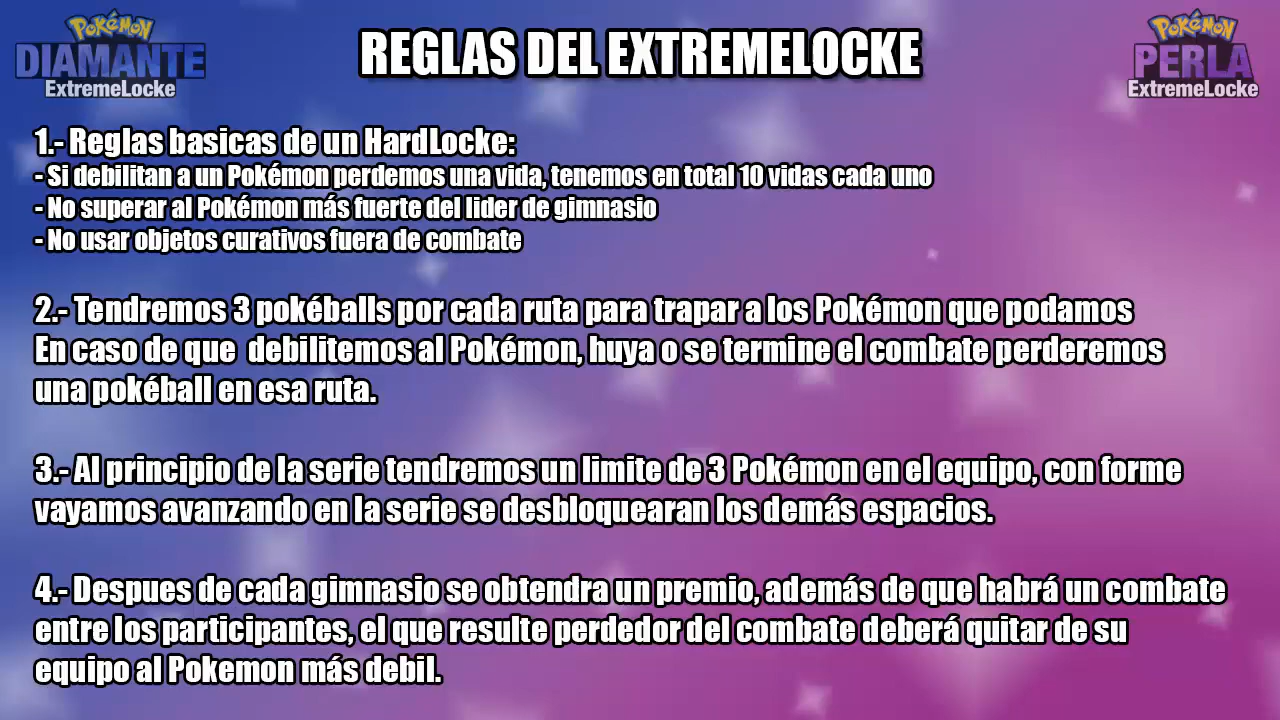 Pokémon
DIAMANTE
ExtremeLocke
REGLAS DEL EXTREMELOCKE
Pokémon
PERLA
ExtremeLocke
1.- Reglas basicas de un HardLocke:
- Si debilitan a un Pokémon perdemos una vida, tenemos en total 10 vidas cada uno
- No superar al Pokémon más fuerte del lider de gimnasio
- No usar objetos curativos fuera de combate
2.- Tendremos 3 pokéballs por cada ruta para trapar a los Pokémon que podamos
En caso de que  debilitemos al Pokémon, huya o se termine el combate perderemos
una pokéball en esa ruta.
3.- Al principio de la serie tendremos un limite de 3 Pokémon en el equipo, con forme
vayamos avanzando en la serie se desbloquearan los demás espacios.
4.- Despues de cada gimnasio se obtendra un premio, además de que habrá un combate
entre los participantes, el que resulte perdedor del combate deberá quitar de su
equipo al Pokemon más debil.